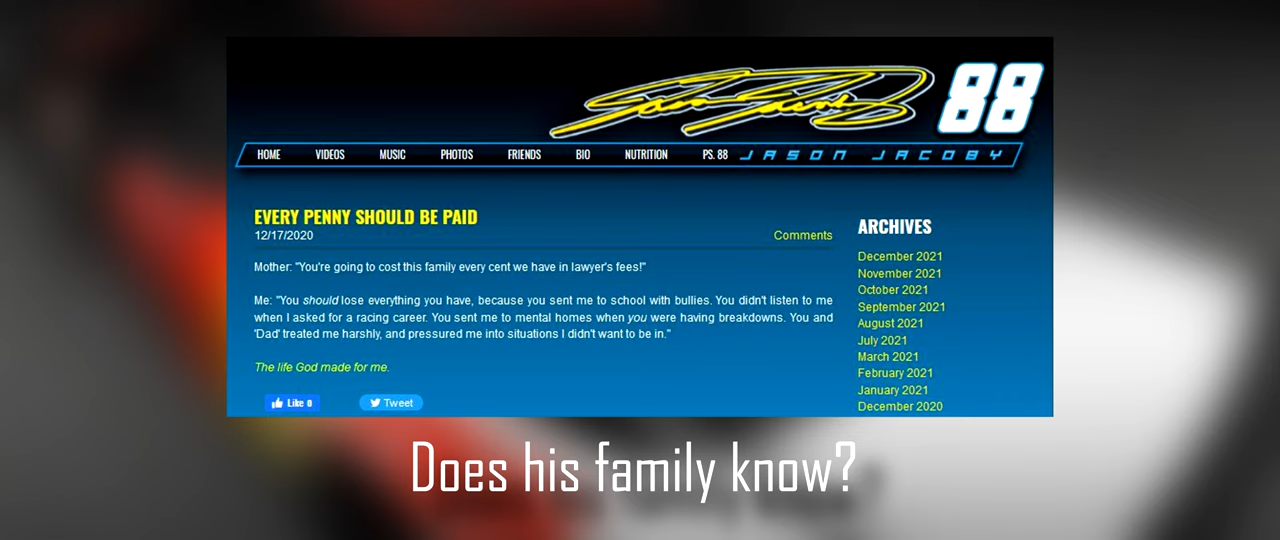 Jason Jacoby 88
HOME VIDEOS MUSIC PHOTOS FRIENDS BIO NUTRITION PS. 88 JASON JACOBY
EVERY PENNY SHOULD BE PAID
12/17/2020 Comments
Mother: "You're going to cost this family every cent we have in lawyer's fees!"
Me: "You should lose everything you have, because you sent me to school with bullies. You didn't listen to me
when I asked for a racing career. You sent me to mental homes when you were having breakdowns. You and
'Dad' treated me harshly, and pressured me into situations I didn't want to be in."
The life God made for me.
Like 0 Tweet
ARCHIVES
December 2021
November 2021
October 2021
September 2021
August 2021
July 2021
March 2021
February 2021
January 2021
December 2020
Does his family know?